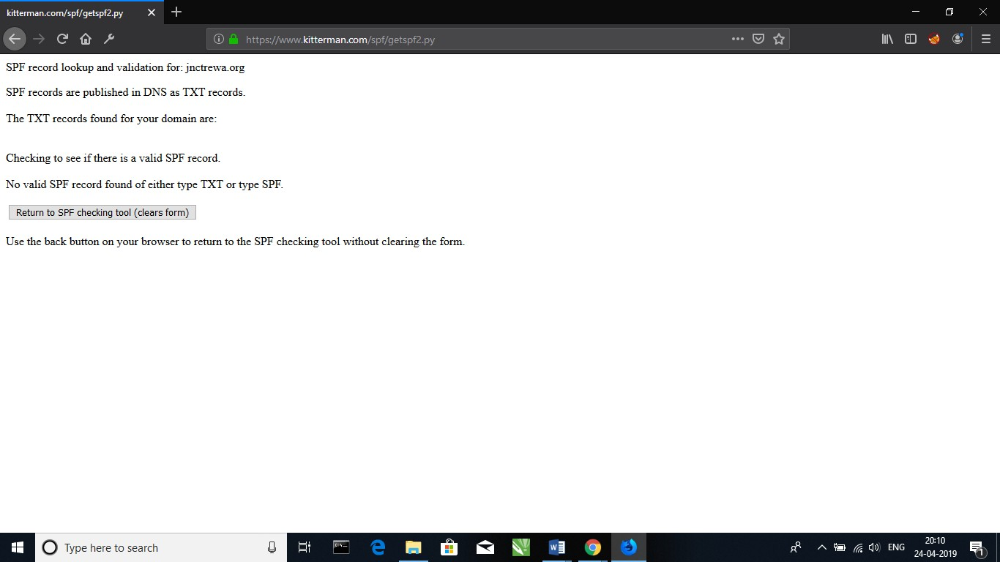 kitterman.com/spf/getspf2.py
https://www.kitterman.com/spf/getspf2.py
SPF record lookup and validation for: jnctrewa.org
SPF records are published in DNS as TXT records.
The TXT records found for your domain are:
Checking to see if there is a valid SPF record.
No valid SPF record found of either type TXT or type SPF.
Return to SPF checking tool (clears form)
Use the back button on your browser to return to the SPF checking tool without clearing the form.
Type here to search
ENG
20:10
24-04-2019
1